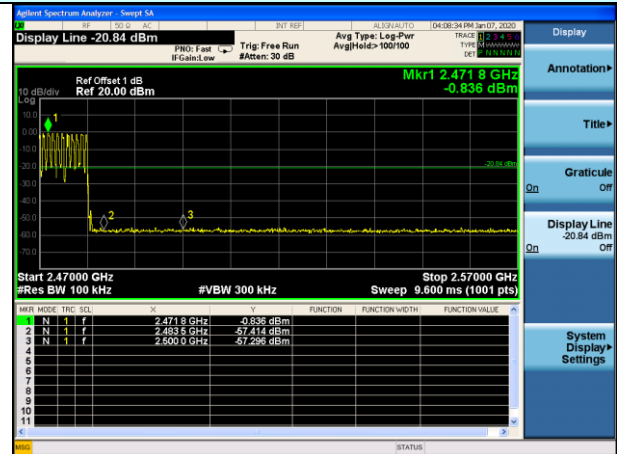 Agilent Spectrum Analyzer - Swept SA
RF 50 Ω AC INT REF ALIGNAUTO 04:08:34 PM Jan 07, 2020
Display Line -20.84 dBm
PNO: Fast
IFGain:Low
Trig: Free Run
#Atten: 30 dB
Avg Type: Log-Pwr
Avg|Hold:>100/100
TRACE 1 2 3 4 5 6
TYPE M WWWWW
DET P N N N N N
Ref Offset 1 dB
10 dB/div Ref 20.00 dBm
Log
Mkr1 2.471 8 GHz
-0.836 dBm
10.0
0.00
-10.0
-20.0
-30.0
-40.0
-50.0
-60.0
-70.0
1
2
3
-20.84 dBm
Start 2.47000 GHz Stop 2.57000 GHz
#Res BW 100 kHz #VBW 300 kHz Sweep 9.600 ms (1001 pts)
MKR MODE TRC SCL X Y FUNCTION FUNCTION WIDTH FUNCTION VALUE
1 N 1 f 2.471 8 GHz -0.836 dBm
2 N 1 f 2.483 5 GHz -57.414 dBm
3 N 1 f 2.500 0 GHz -57.296 dBm
4
5
6
7
8
9
10
11
MSG STATUS
Display
Annotation
Title
Graticule
On Off
Display Line
-20.84 dBm
On Off
System
Display
Settings